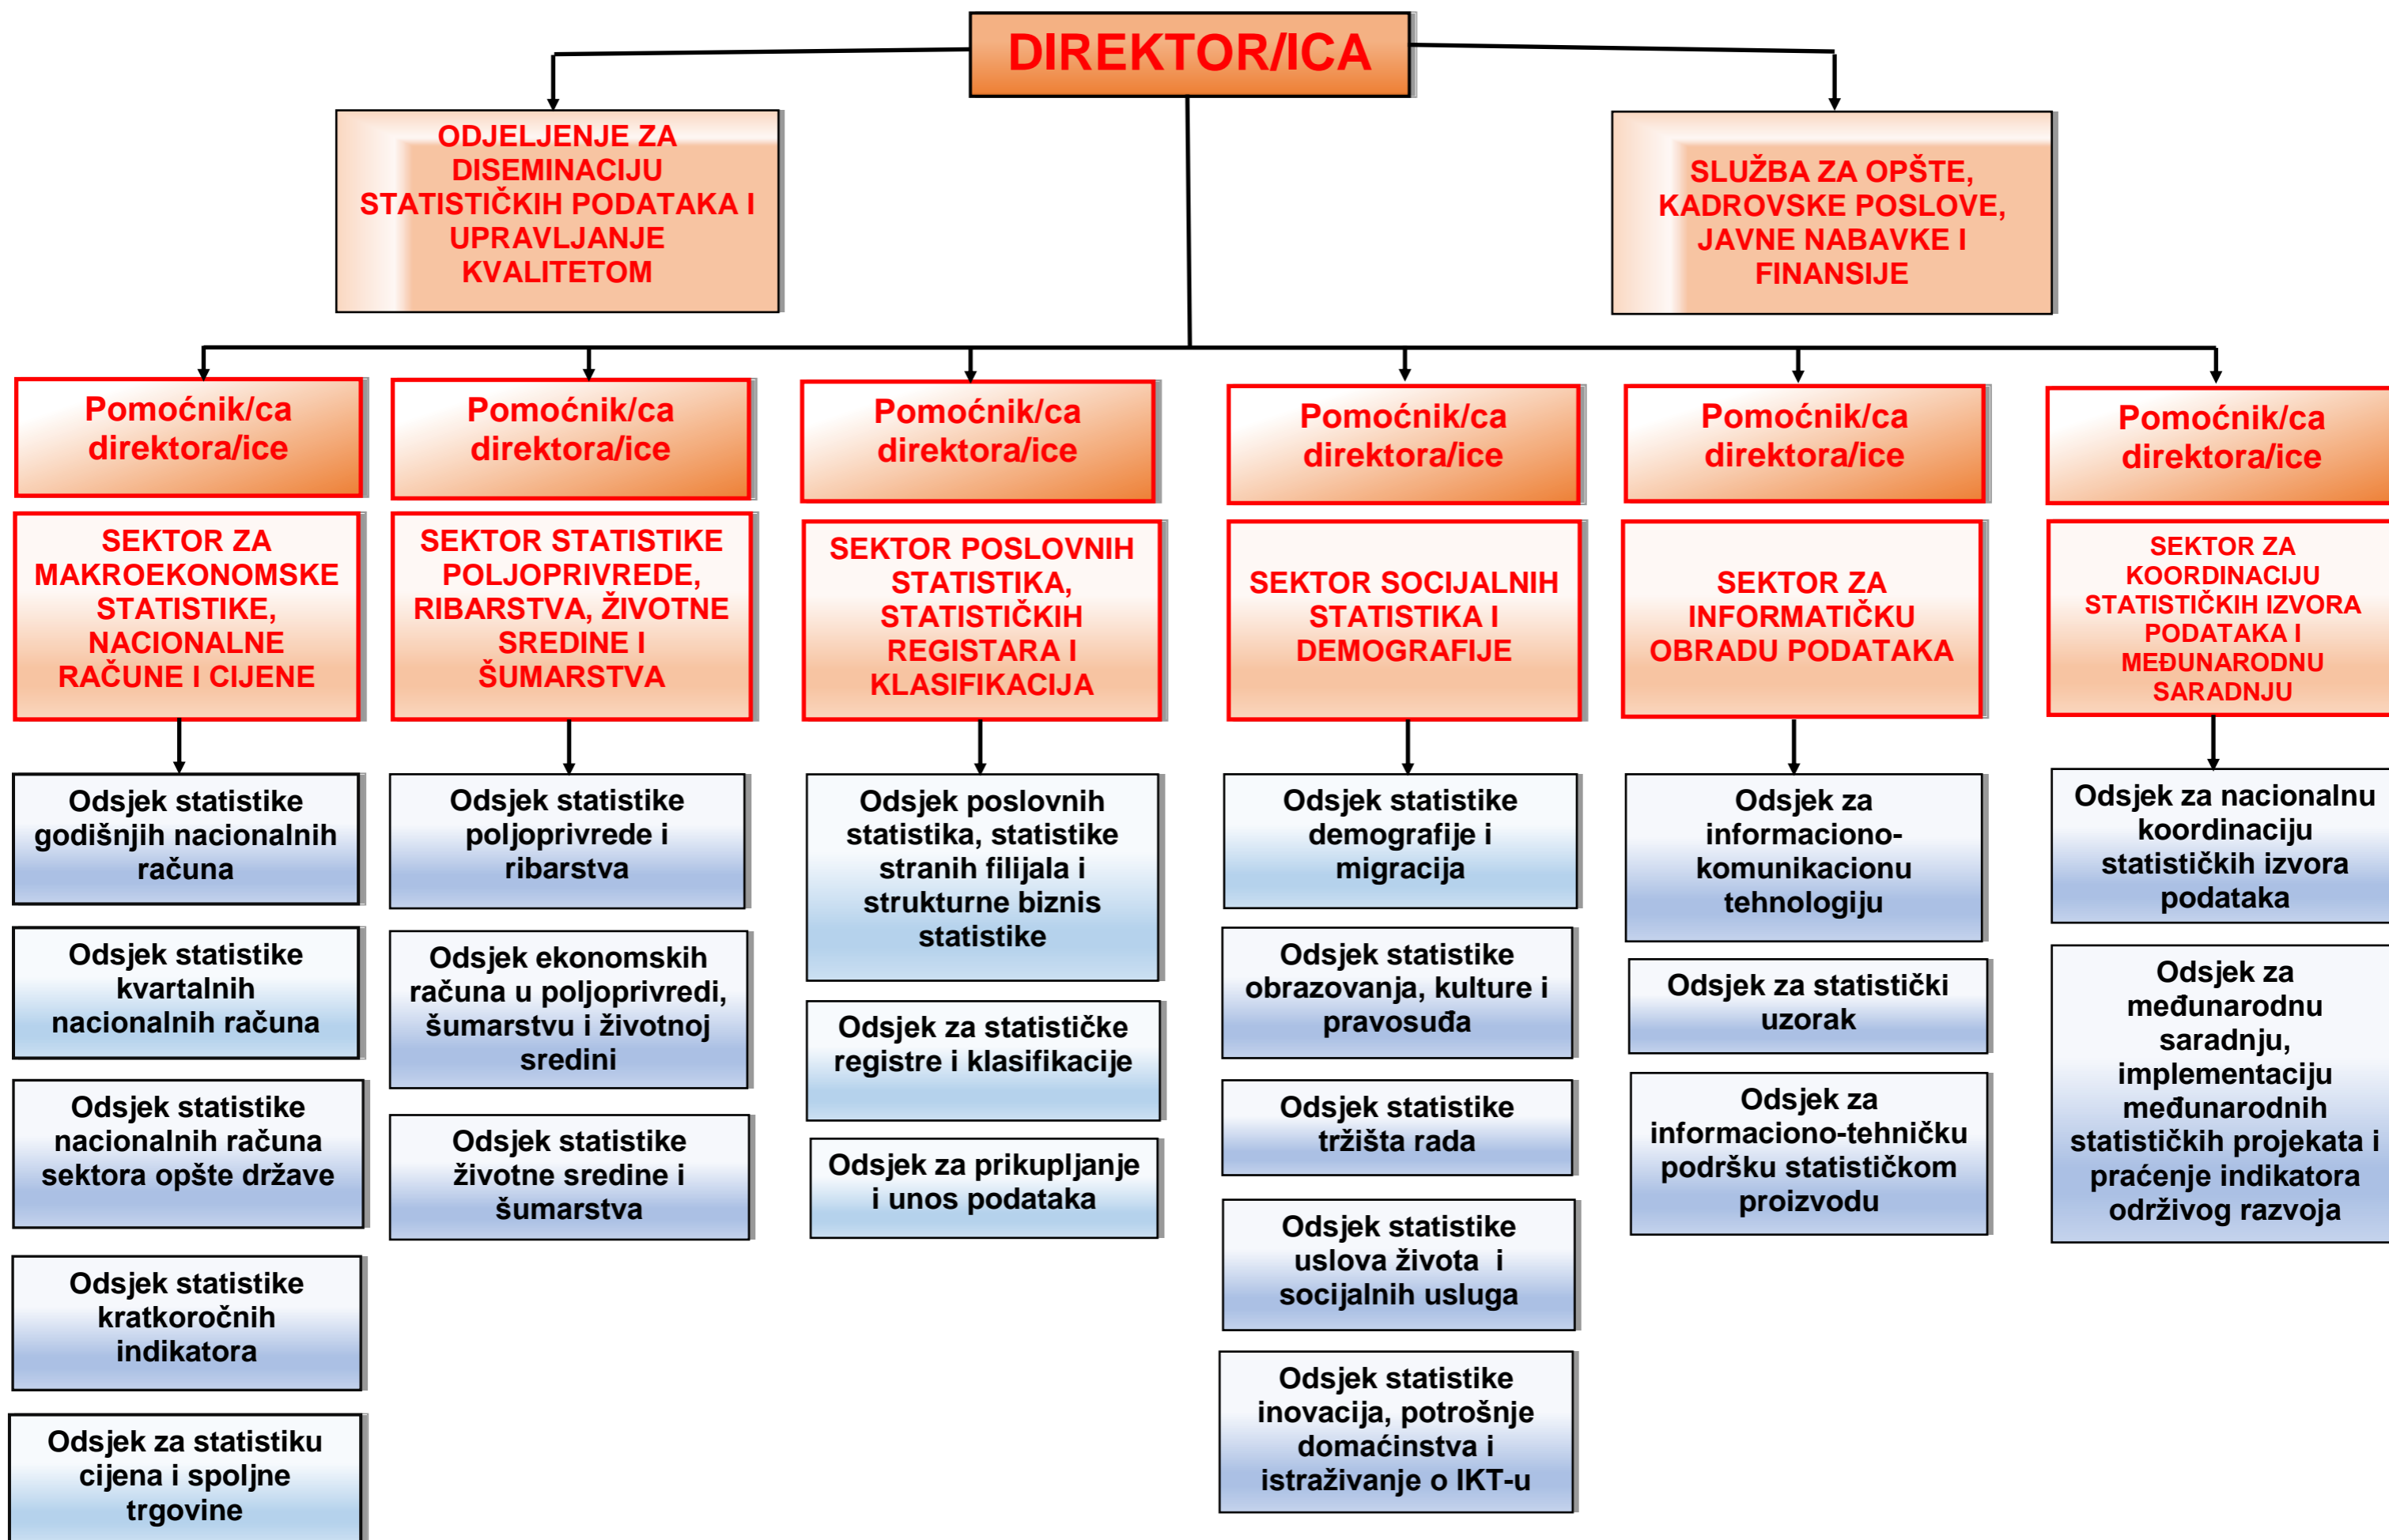 DIREKTOR/ICA
ODJELJENJE ZA
DISEMINACIJU
STATISTIČKIH PODATAKA I
UPRAVLJANJE
KVALITETOM
SLUŽBA ZA OPŠTE,
KADROVSKE POSLOVE,
JAVNE NABAVKE I
FINANSIJE
Pomoćnik/ca
direktora/ice
Pomoćnik/ca
direktora/ice
Pomoćnik/ca
direktora/ice
Pomoćnik/ca
direktora/ice
Pomoćnik/ca
direktora/ice
Pomoćnik/ca
direktora/ice
SEKTOR ZA
MAKROEKONOMSKE
STATISTIKE,
NACIONALNE
RAČUNE I CIJENE
SEKTOR STATISTIKE
POLJOPRIVREDE,
RIBARSTVA, ŽIVOTNE
SREDINE I
ŠUMARSTVA
SEKTOR POSLOVNIH
STATISTIKA,
STATISTIČKIH
REGISTARA I
KLASIFIKACIJA
SEKTOR SOCIJALNIH
STATISTIKA I
DEMOGRAFIJE
SEKTOR ZA
INFORMATIČKU
OBRADU PODATAKA
SEKTOR ZA
KOORDINACIJU
STATISTIČKIH IZVORA
PODATAKA I
MEĐUNARODNU
SARADNJU
Odsjek statistike
godišnjih nacionalnih
računa
Odsjek statistike
kvartalnih
nacionalnih računa
Odsjek statistike
nacionalnih računa
sektora opšte države
Odsjek statistike
kratkoročnih
indikatora
Odsjek za statistiku
cijena i spoljne
trgovine
Odsjek statistike
poljoprivrede i
ribarstva
Odsjek ekonomskih
računa u poljoprivredi,
šumarstvu i životnoj
sredini
Odsjek statistike
životne sredine i
šumarstva
Odsjek poslovnih
statistika, statistike
stranih filijala i
strukturne biznis
statistike
Odsjek za statističke
registre i klasifikacije
Odsjek za prikupljanje
i unos podataka
Odsjek statistike
demografije i
migracija
Odsjek statistike
obrazovanja, kulture i
pravosuđa
Odsjek statistike
tržišta rada
Odsjek statistike
uslova života i
socijalnih usluga
Odsjek statistike
inovacija, potrošnje
domaćinstva i
istraživanje o IKT-u
Odsjek za
informaciono-
komunikacionu
tehnologiju
Odsjek za statistički
uzorak
Odsjek za
informaciono-tehničku
podršku statističkom
proizvodu
Odsjek za nacionalnu
koordinaciju
statističkih izvora
podataka
Odsjek za
međunarodnu
saradnju,
implementaciju
međunarodnih
statističkih projekata i
praćenje indikatora
održivog razvoja